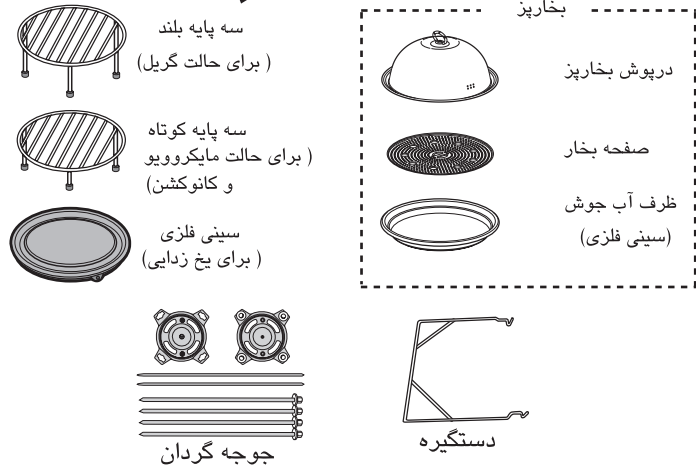 بخارپز
درپوش بخارپز
صفحه بخار
ظرف آب جوش
(سینی فلزی)
سه پایه بلند
( برای حالت گریل)
سه پایه کوتاه
( برای حالت مایکروویو
و کانوکشن)
سینی فلزی
( برای یخ زدایی)
دستگیره
جوجه گردان